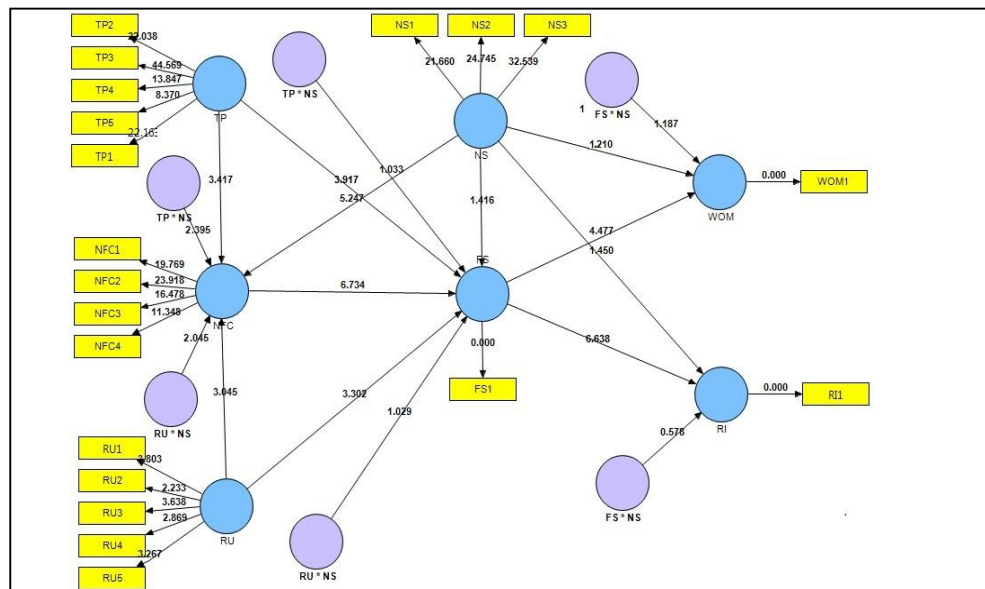 TP2
TP3
TP4
TP5
TP1
22.038
44.569
13.847
8.370
TP
TP * NS
NS1
NS2
NS3
21.660
24.745
32.539
NS
1
FS * NS
1.187
1.210
WOM
0.000
WOM1
3.417
TP * NS
2.395
3.917
5.247
1.033
1.416
FS
4.477
1.450
NFC1
NFC2
NFC3
NFC4
19.769
23.918
16.478
11.348
NFC
6.734
0.000
FS1
6.638
RI
0.000
RI1
2.045
RU * NS
3.045
3.302
1.029
0.578
FS * NS
RU1
RU2
RU3
RU4
RU5
2.233
3.638
2.869
3.267
RU
RU * NS